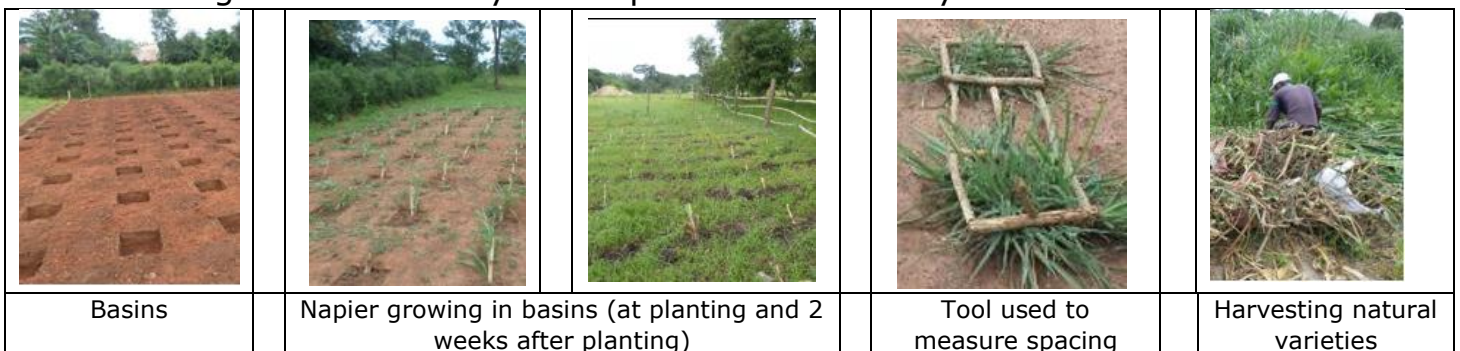 Basins
Napier growing in basins (at planting and 2
weeks after planting)
Tool used to
measure spacing
Harvesting natural
varieties